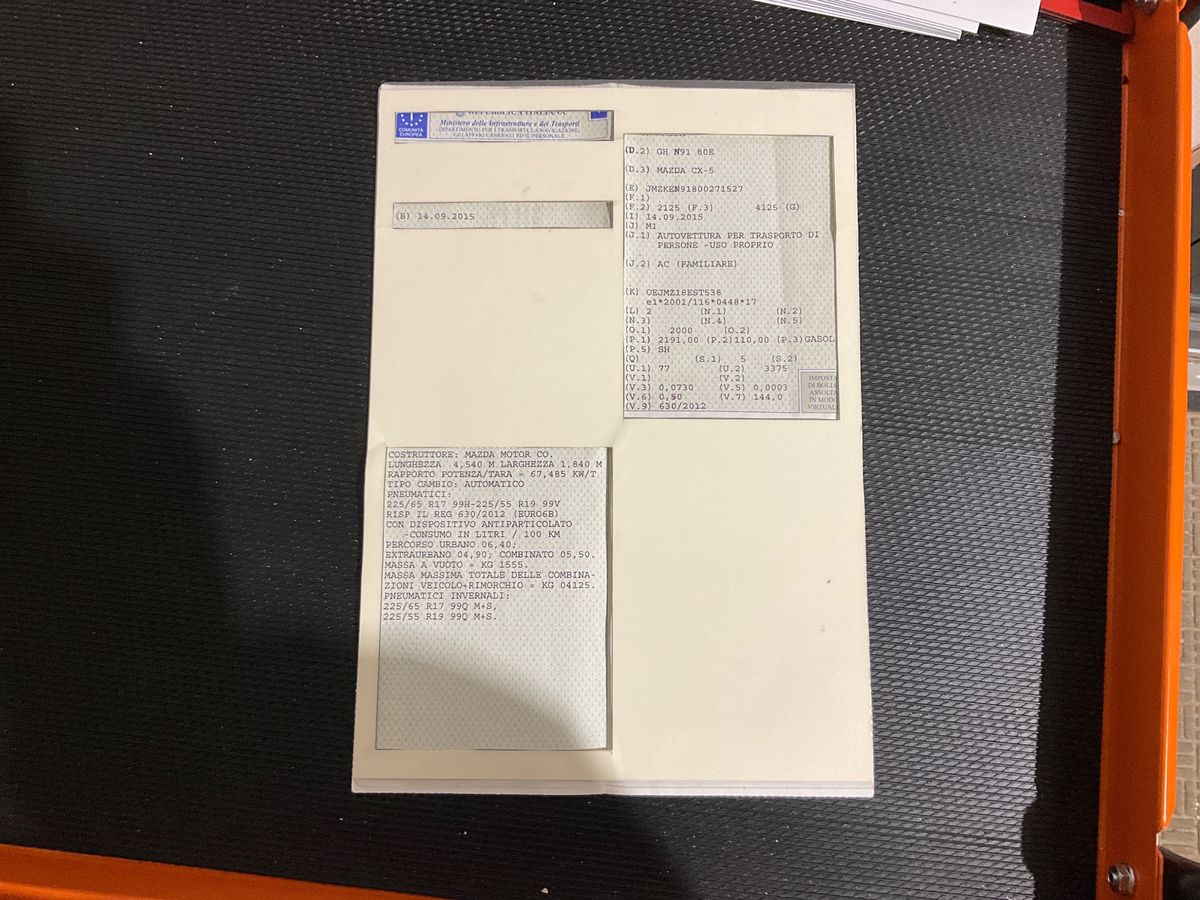 REPUBBLICA ITALIANA
COMUNITÀ EUROPEA
Ministero delle Infrastrutture e dei Trasporti
DIPARTIMENTO PER I TRASPORTI, LA NAVIGAZIONE,
GLI AFFARI GENERALI ED IL PERSONALE
(B) 14.09.2015
(D.2) GH N91 80E
(D.3) MAZDA CX-5
(E) JMZKEN91800271527
(F.1)
(F.2) 2125 (F.3) 4125 (G)
(I) 14.09.2015
(J) M1
(J.1) AUTOVETTURA PER TRASPORTO DI
PERSONE -USO PROPRIO
(J.2) AC (FAMILIARE)
(K) OEJMZ18EST538
e1*2001/116*0448*17
(L) 2 (N.1) (N.2)
(N.3) (N.4) (N.5)
(O.1) 2000 (O.2)
(P.1) 2191,00 (P.2)110,00 (P.3)GASOL
(P.5) SH
(Q) (S.1) 5 (S.2)
(U.1) 77 (U.2) 3375
(V.1) (V.2)
(V.3) 0,0730 (V.5) 0,0003
(V.6) 0,50 (V.7) 144,0
(V.9) 630/2012
IMPOSTA
DI BOLLO
ASSOLTA
IN MODO
VIRTUAL
COSTRUTTORE: MAZDA MOTOR CO.
LUNGHEZZA 4,540 M LARGHEZZA 1,840 M
RAPPORTO POTENZA/TARA = 67,485 KW/T
TIPO CAMBIO: AUTOMATICO
PNEUMATICI:
225/65 R17 99H-225/55 R19 99V
RISP IL REG 630/2012 (EURO6B)
CON DISPOSITIVO ANTIPARTICOLATO
-CONSUMO IN LITRI / 100 KM
PERCORSO URBANO 06,40;
EXTRAURBANO 04,90; COMBINATO 05,50.
MASSA A VUOTO = KG 1555.
MASSA MASSIMA TOTALE DELLE COMBINA-
ZIONI VEICOLO+RIMORCHIO = KG 04125.
PNEUMATICI INVERNALI:
225/65 R17 99Q M+S,
225/55 R19 99Q M+S.